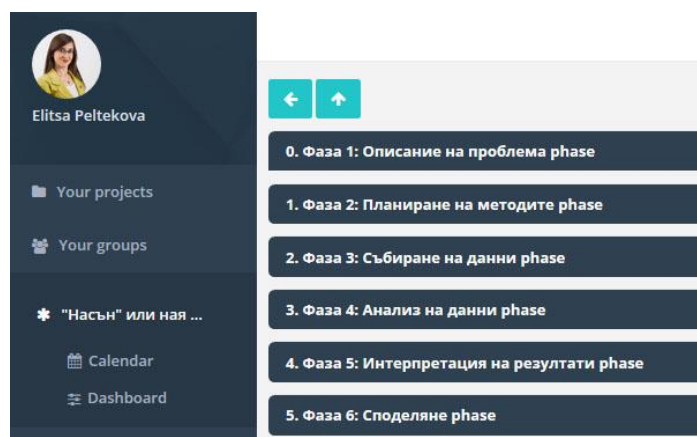 Elitsa Peltekova
Your projects
Your groups
"Насън" или ная ...
Calendar
Dashboard
0. Фаза 1: Описание на проблема phase
1. Фаза 2: Планиране на методите phase
2. Фаза 3: Събиране на данни phase
3. Фаза 4: Анализ на данни phase
4. Фаза 5: Интерпретация на резултати phase
5. Фаза 6: Споделяне phase